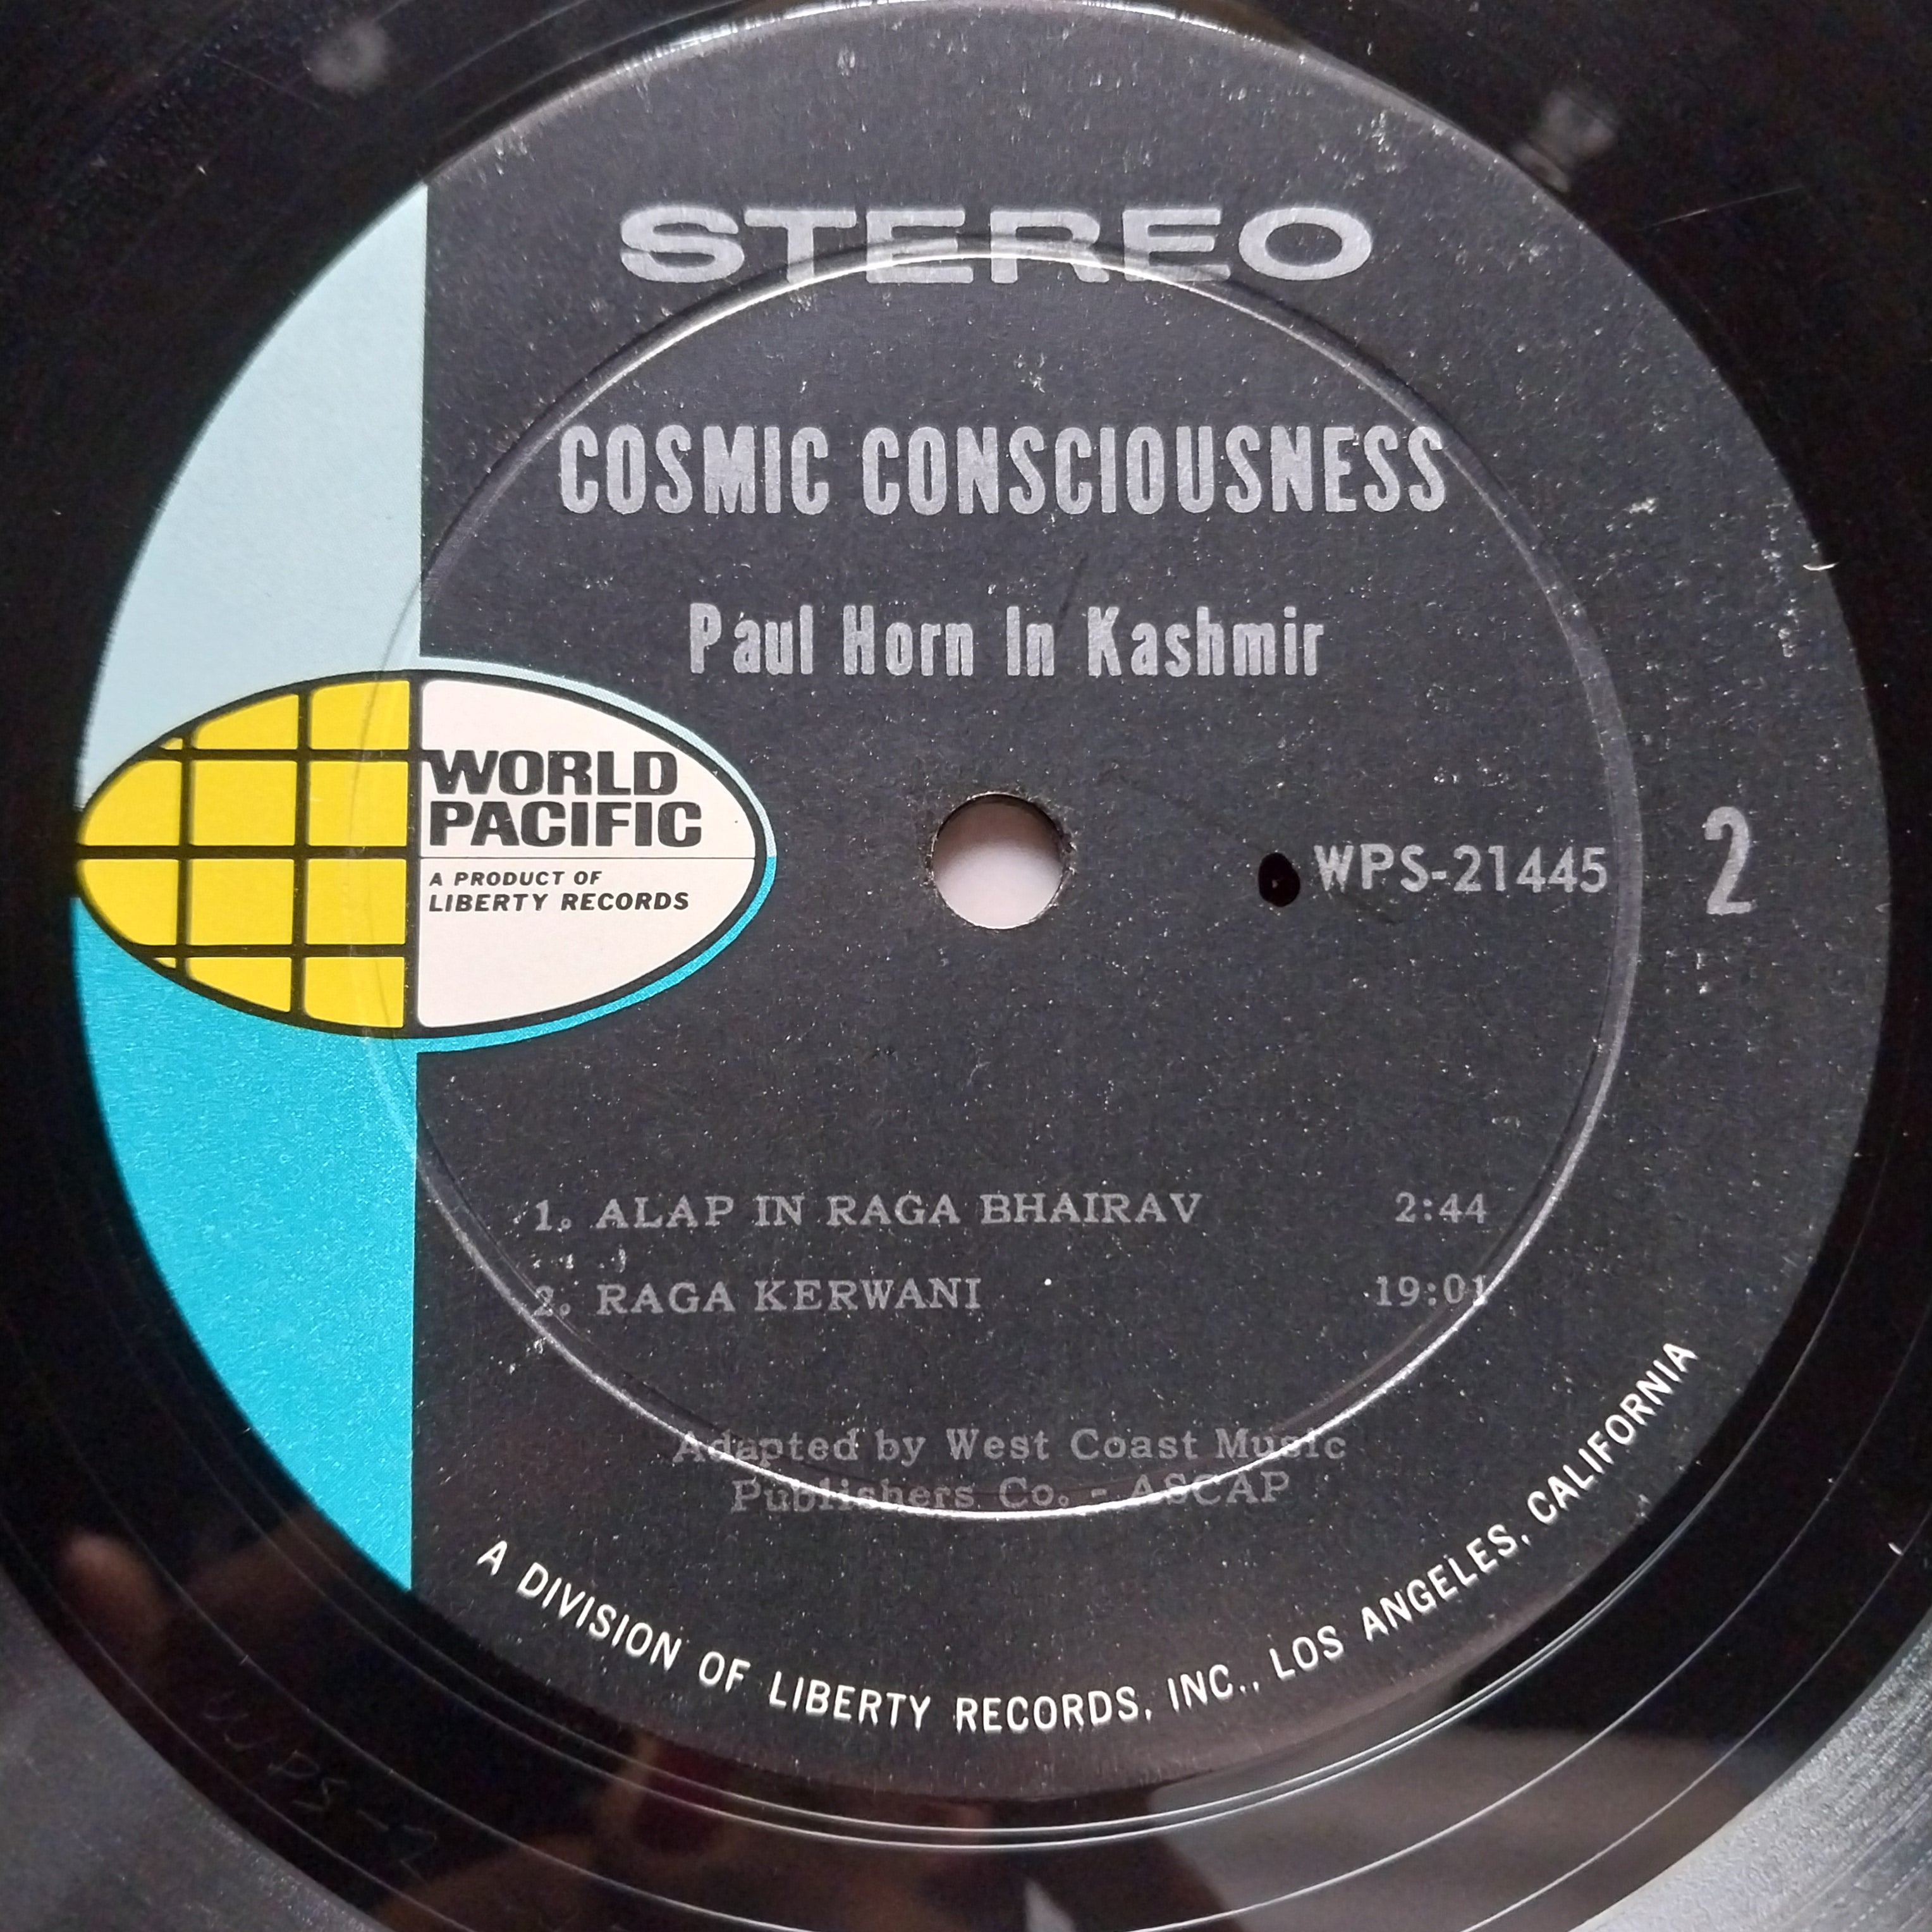 STEREO
COSMIC CONSCIOUSNESS
Paul Horn In Kashmir
WORLD
PACIFIC
A PRODUCT OF
LIBERTY RECORDS
WPS-21445
2
1. ALAP IN RAGA BHAIRAV 2:44
2. RAGA KERWANI 19:01
Adapted by West Coast Music
Publishers Co. - ASCAP
A DIVISION OF LIBERTY RECORDS, INC., LOS ANGELES, CALIFORNIA